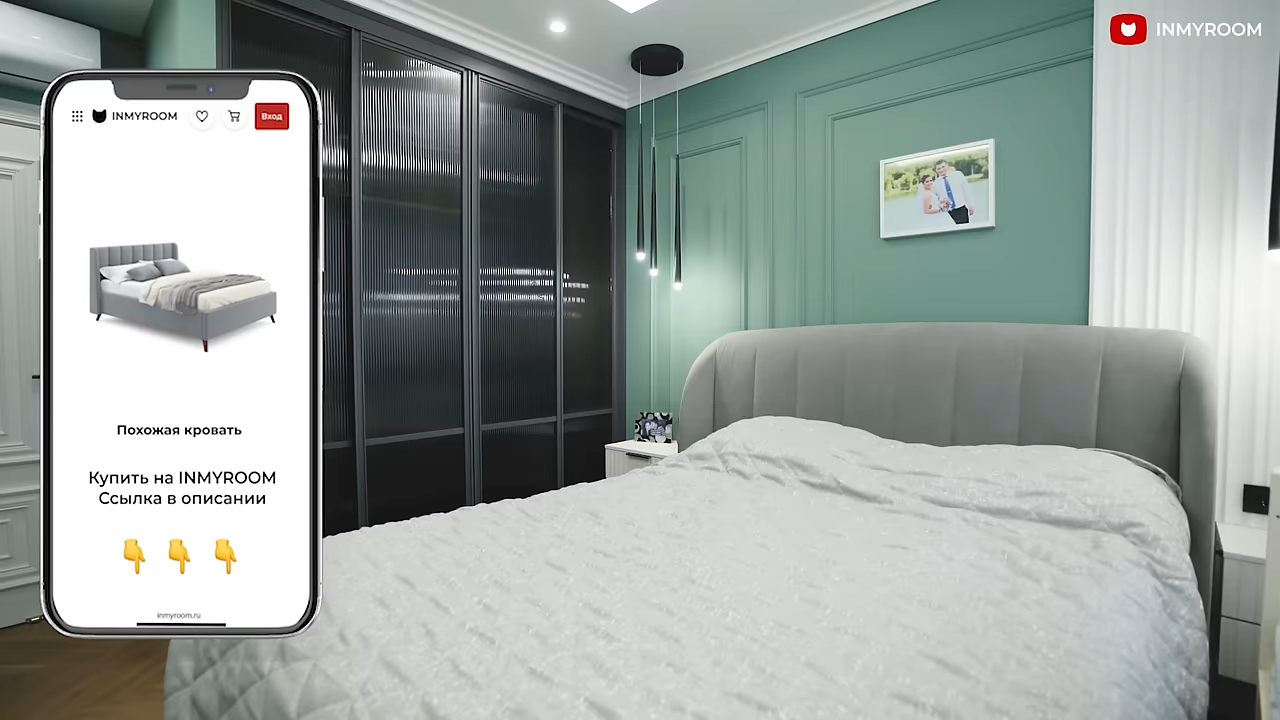 INMYROOM
INMYROOM
Вход
Похожая кровать
Купить на INMYROOM
Ссылка в описании
inmyroom.ru